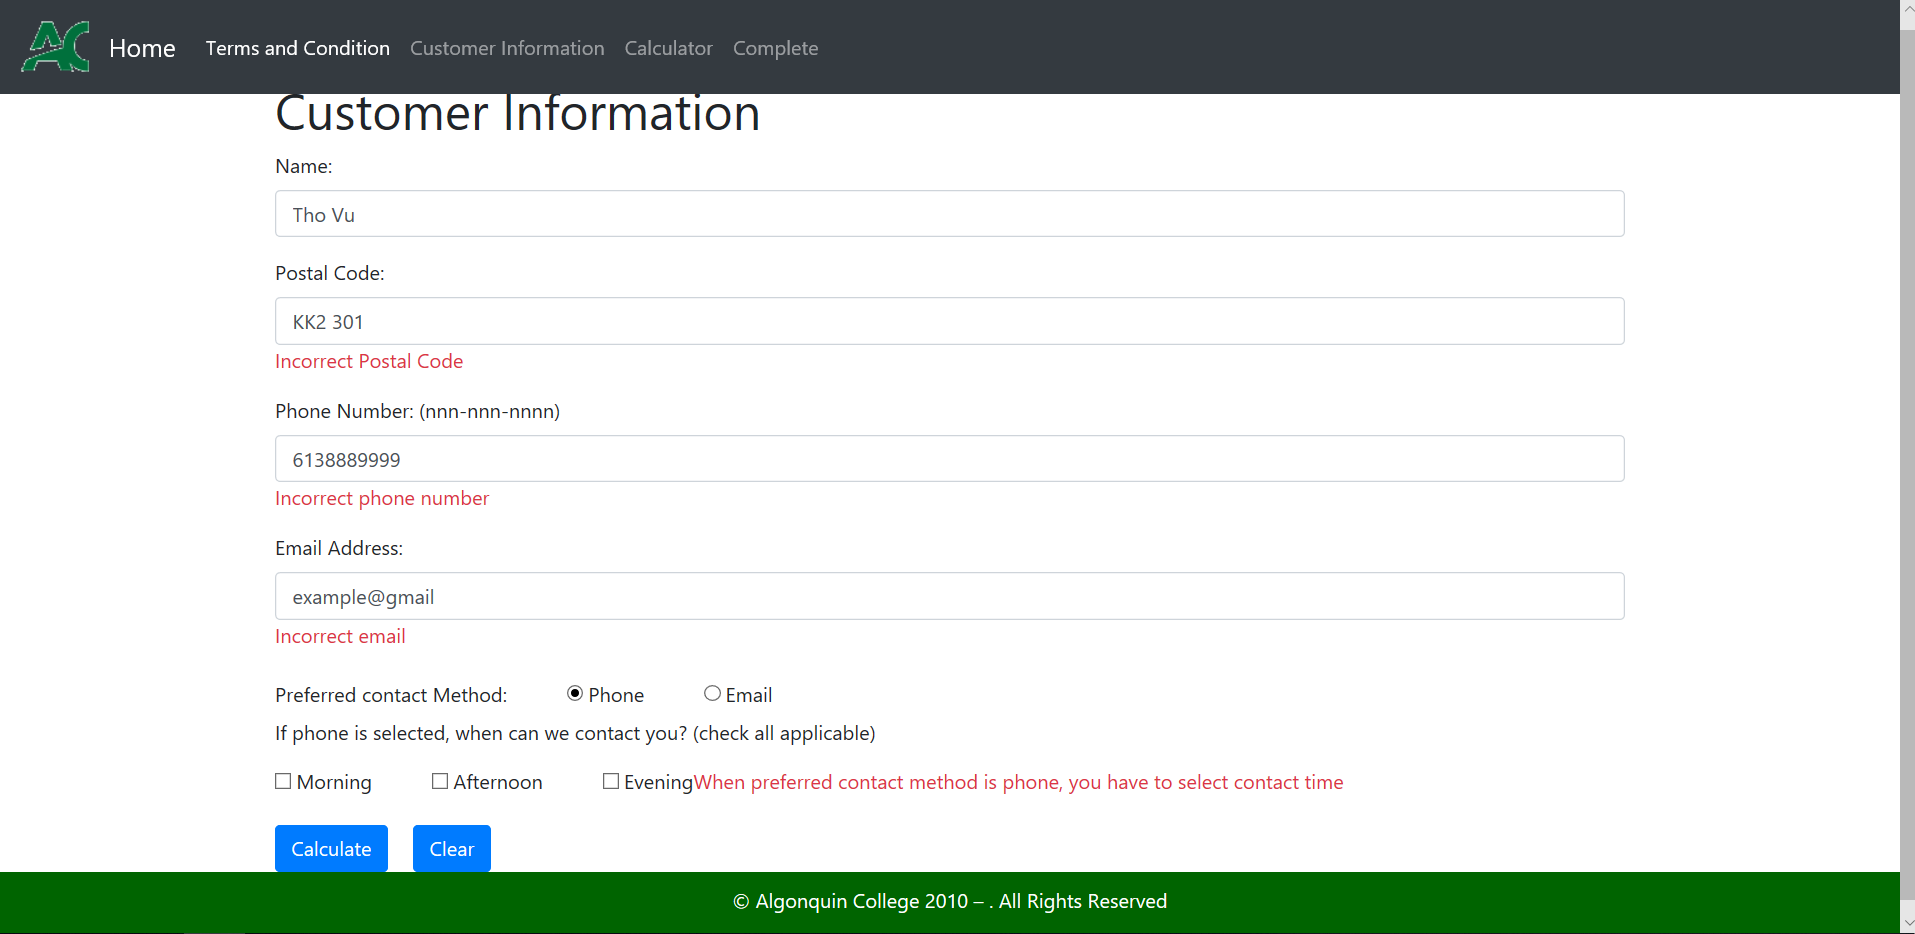 AC Home Terms and Condition Customer Information Calculator Complete
Customer Information
Name:
Tho Vu
Postal Code:
KK2 301
Incorrect Postal Code
Phone Number: (nnn-nnn-nnnn)
6138889999
Incorrect phone number
Email Address:
example@gmail
Incorrect email
Preferred contact Method: Phone Email
If phone is selected, when can we contact you? (check all applicable)
Morning Afternoon EveningWhen preferred contact method is phone, you have to select contact time
Calculate Clear
© Algonquin College 2010 – . All Rights Reserved